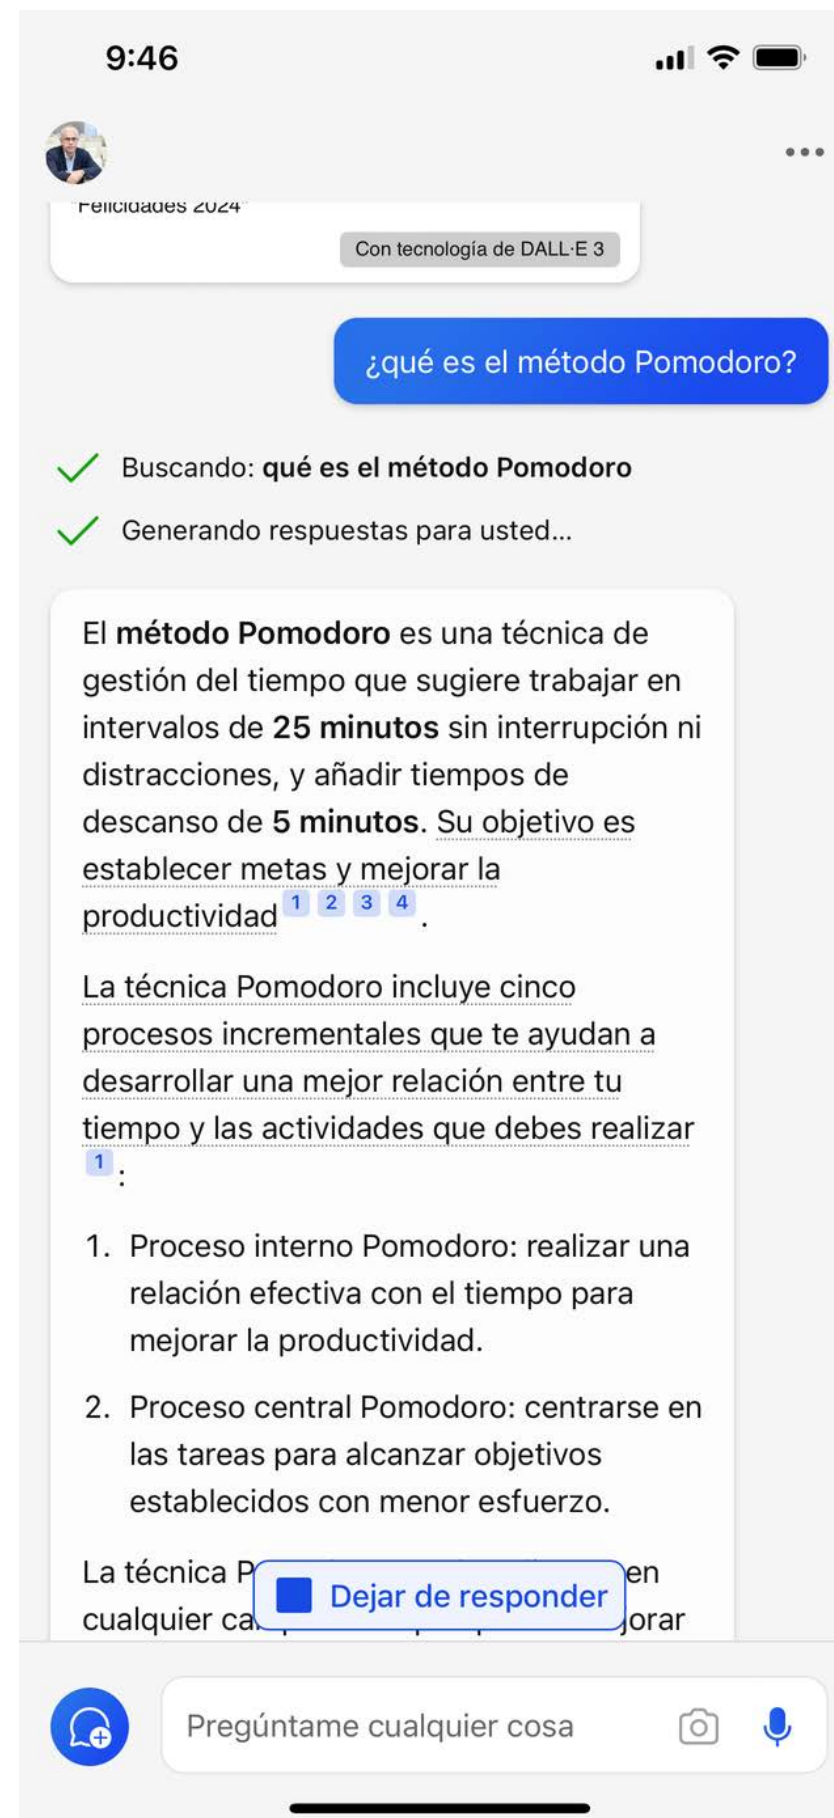 9:46
"Felicidades 2024"
Con tecnología de DALL·E 3
¿qué es el método Pomodoro?
Buscando: qué es el método Pomodoro
Generando respuestas para usted...
El método Pomodoro es una técnica de
gestión del tiempo que sugiere trabajar en
intervalos de 25 minutos sin interrupción ni
distracciones, y añadir tiempos de
descanso de 5 minutos. Su objetivo es
establecer metas y mejorar la
productividad 1 2 3 4 .
La técnica Pomodoro incluye cinco
procesos incrementales que te ayudan a
desarrollar una mejor relación entre tu
tiempo y las actividades que debes realizar
1 :
1. Proceso interno Pomodoro: realizar una
relación efectiva con el tiempo para
mejorar la productividad.
2. Proceso central Pomodoro: centrarse en
las tareas para alcanzar objetivos
establecidos con menor esfuerzo.
La técnica P en
cualquier ca jorar
Dejar de responder
Pregúntame cualquier cosa